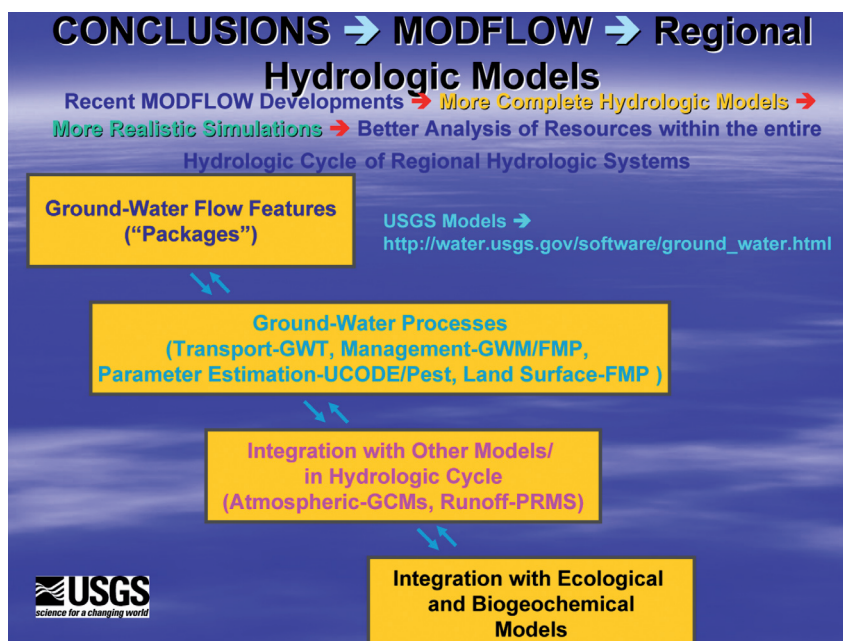 CONCLUSIONS ➔ MODFLOW ➔ Regional
Hydrologic Models
Recent MODFLOW Developments ➔ More Complete Hydrologic Models ➔
More Realistic Simulations ➔ Better Analysis of Resources within the entire
Hydrologic Cycle of Regional Hydrologic Systems
Ground-Water Flow Features
(“Packages”)
USGS Models ➔
http://water.usgs.gov/software/ground_water.html
Ground-Water Processes
(Transport-GWT, Management-GWM/FMP,
Parameter Estimation-UCODE/Pest, Land Surface-FMP )
Integration with Other Models/
in Hydrologic Cycle
(Atmospheric-GCMs, Runoff-PRMS)
Integration with Ecological
and Biogeochemical
Models
USGS
science for a changing world